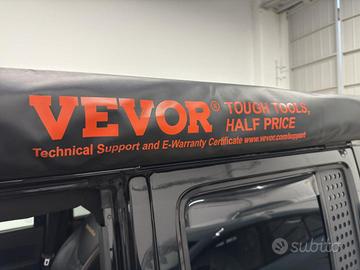 VEVOR® TOUGH TOOLS,
HALF PRICE
Technical Support and E-Warranty Certificate www.vevor.com/support
subito